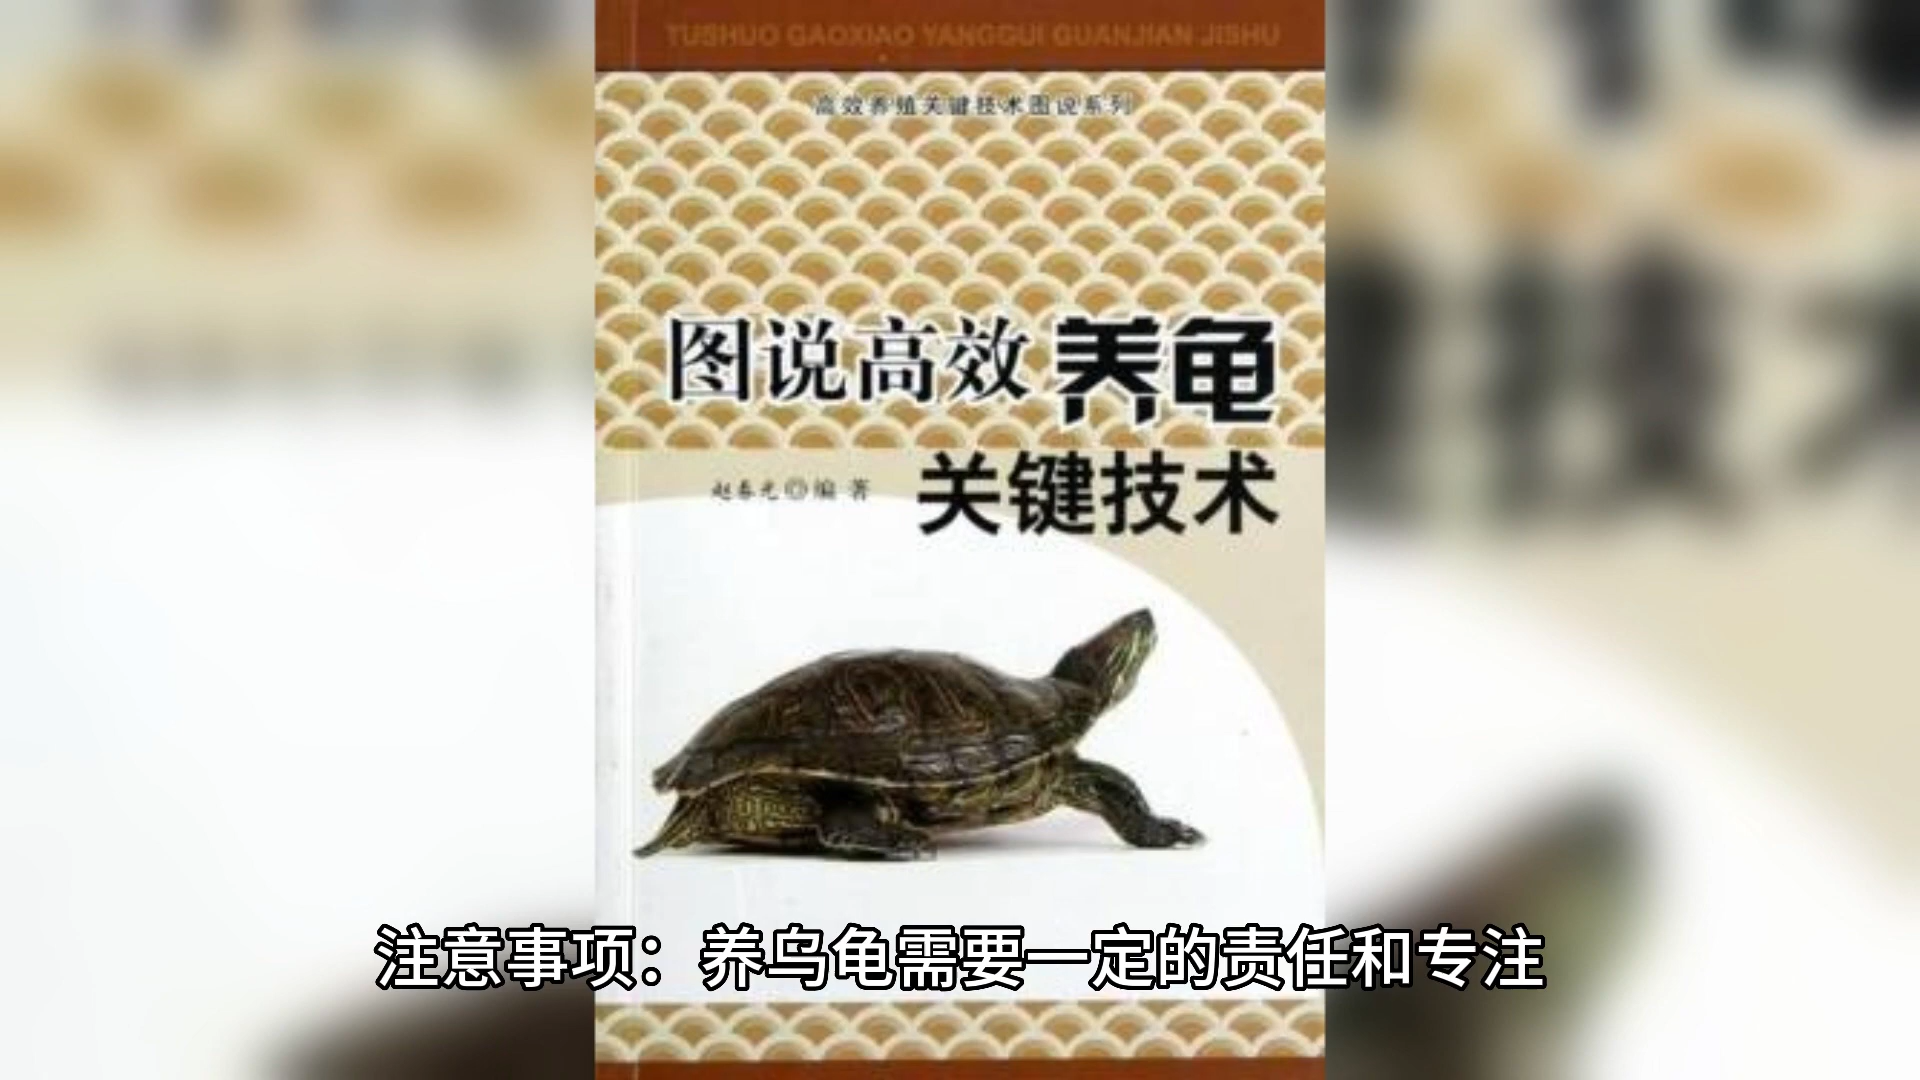 TUSHUO GAOXIAO YANGGUI GUANJIAN JISHU
高效养殖关键技术图说系列
图说高效养龟
关键技术
赵春光◎编著
注意事项：养乌龟需要一定的责任和专注